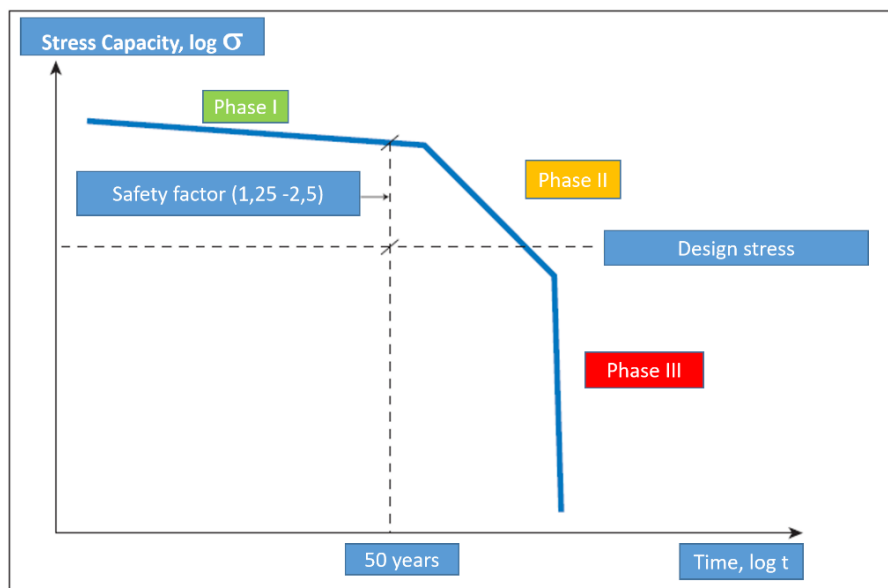 Stress Capacity, log σ
Phase I
Phase II
Safety factor (1,25 -2,5)
Design stress
Phase III
50 years
Time, log t